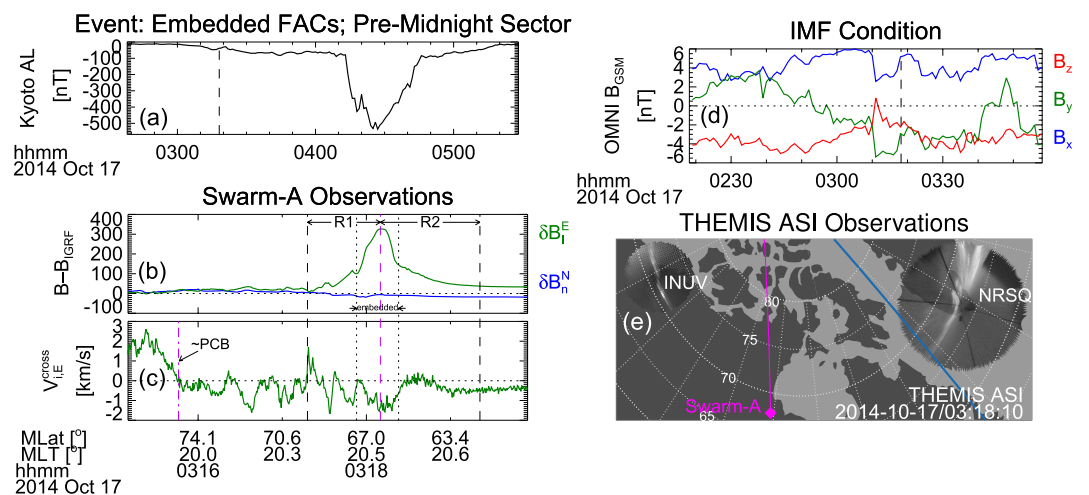 Event: Embedded FACs; Pre-Midnight Sector
Kyoto AL
[nT]
0
-100
-200
-300
-400
-500
(a)
0300
0400
0500
hhmm
2014 Oct 17
Swarm-A Observations
B–B_IGRF
400
300
200
100
0
-100
R1
R2
(b)
embedded
δB_l^E
δB_n^N
V_i,E^cross
[km/s]
3
2
1
0
-1
-2
~PCB
(c)
MLat [°]
74.1
70.6
67.0
63.4
MLT [°]
20.0
20.3
20.5
20.6
hhmm
0316
0318
2014 Oct 17
IMF Condition
OMNI B_GSM
[nT]
6
4
2
0
-2
-4
-6
(d)
B_z
B_y
B_x
0230
0300
0330
hhmm
2014 Oct 17
THEMIS ASI Observations
INUV
NRSQ
(e)
80
75
70
65
Swarm-A
THEMIS ASI
2014-10-17/03:18:10